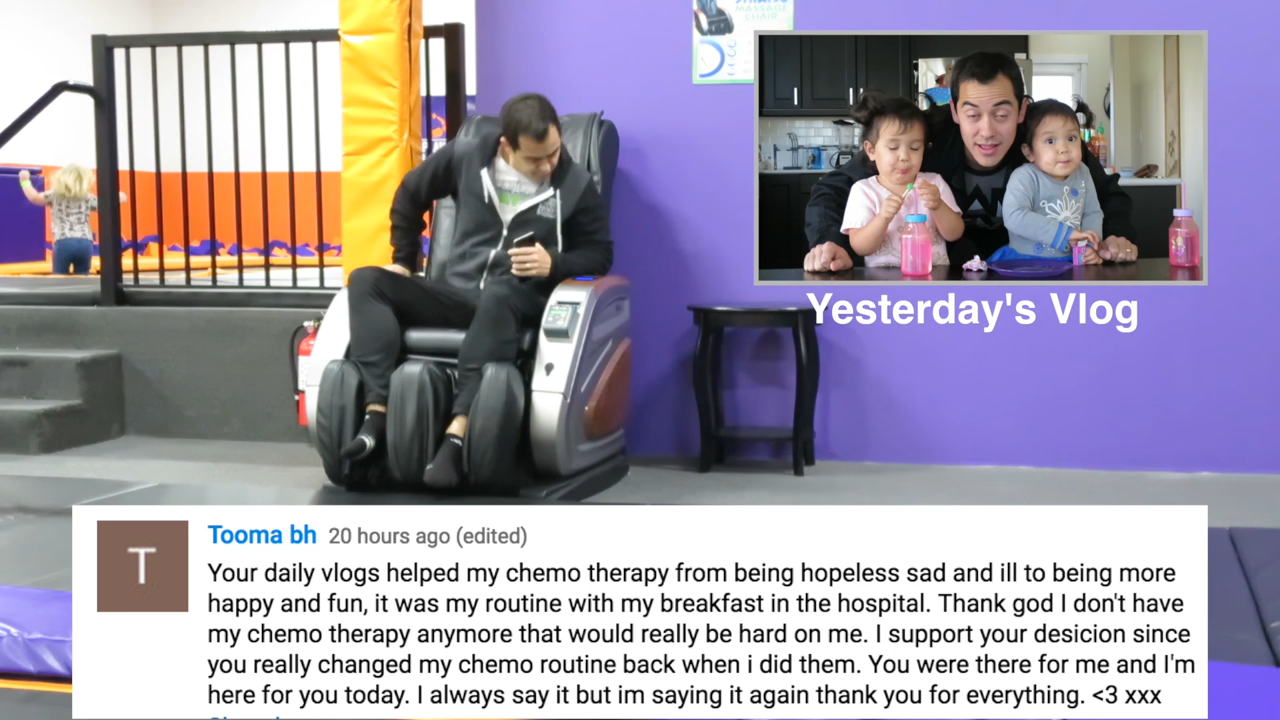 MASSAGE
CHAIR
Yesterday's Vlog
T
Tooma bh 20 hours ago (edited)
Your daily vlogs helped my chemo therapy from being hopeless sad and ill to being more
happy and fun, it was my routine with my breakfast in the hospital. Thank god I don't have
my chemo therapy anymore that would really be hard on me. I support your desicion since
you really changed my chemo routine back when i did them. You were there for me and I'm
here for you today. I always say it but im saying it again thank you for everything. <3 xxx